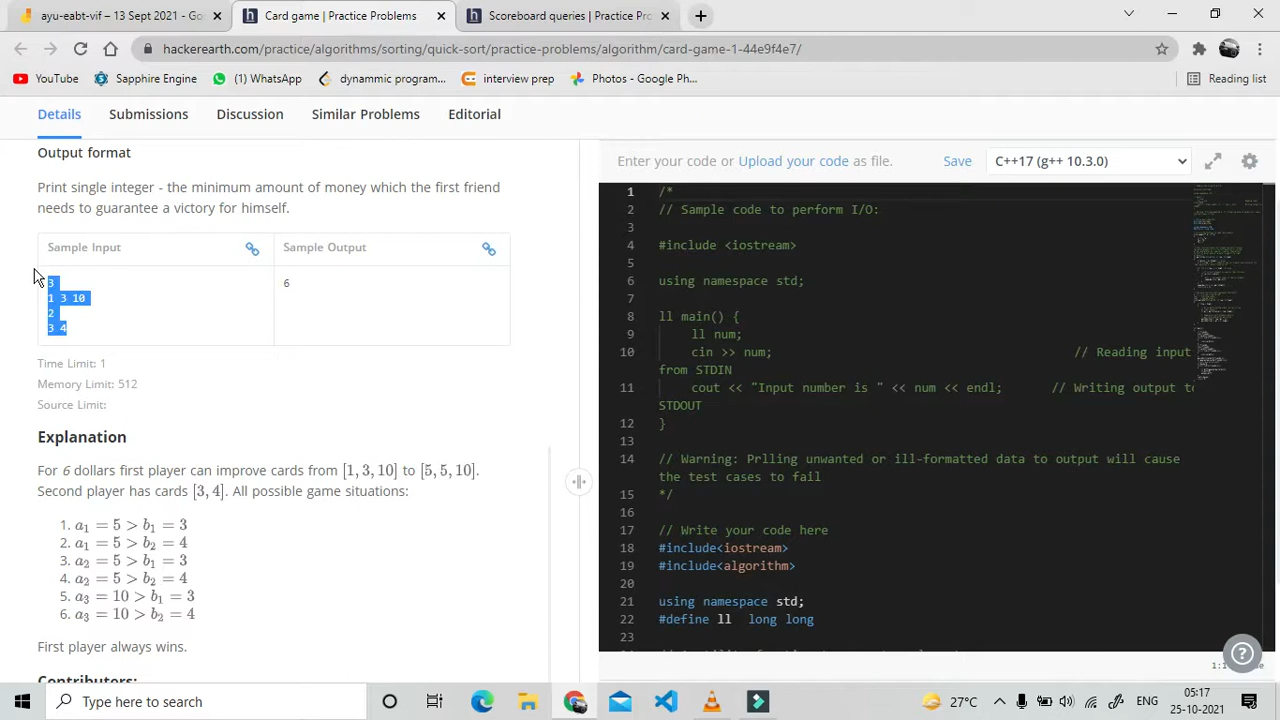 ayu-eabt-vif – 13 Sept 2021 - Goo
Card game | Practice Problems
Scoreboard queries | Practice Pro
hackerearth.com/practice/algorithms/sorting/quick-sort/practice-problems/algorithm/card-game-1-44e9f4e7/
YouTube
Sapphire Engine
(1) WhatsApp
dynammic program...
interview prep
Photos - Google Ph...
Reading list
Details
Submissions
Discussion
Similar Problems
Editorial
Output format
Print single integer - the minimum amount of money which the first friend
needs to guarantee a victory for himself.
Sample Input
Sample Output
3
1 3 10
2
3 4
6
Time Limit: 1
Memory Limit: 512
Source Limit:
Explanation
For 6 dollars first player can improve cards from [1, 3, 10] to [5, 5, 10].
Second player has cards [3, 4]. All possible game situations:
1. a1 = 5 > b1 = 3
2. a1 = 5 > b2 = 4
3. a2 = 5 > b1 = 3
4. a2 = 5 > b2 = 4
5. a3 = 10 > b1 = 3
6. a3 = 10 > b2 = 4
First player always wins.
Contributors:
Enter your code or Upload your code as file.
Save
C++17 (g++ 10.3.0)
1 /*
2 // Sample code to perform I/O:
3
4 #include <iostream>
5
6 using namespace std;
7
8 ll main() {
9 ll num;
10 cin >> num; // Reading input
from STDIN
11 cout << "Input number is " << num << endl; // Writing output to
STDOUT
12 }
13
14 // Warning: Prlling unwanted or ill-formatted data to output will cause
the test cases to fail
15 */
16
17 // Write your code here
18 #include<iostream>
19 #include<algorithm>
20
21 using namespace std;
22 #define ll long long
23
Type here to search
27°C
ENG
05:17
25-10-2021